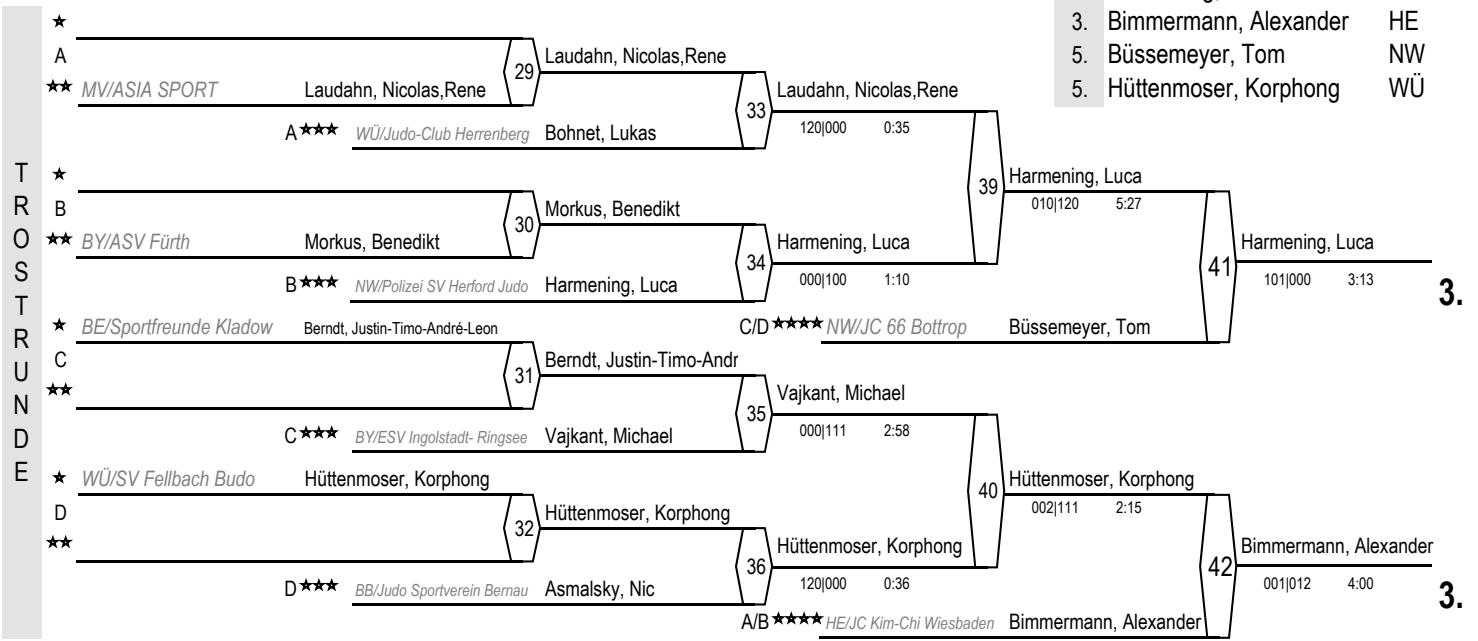 3. Bimmermann, Alexander HE
5. Büssemeyer, Tom NW
5. Hüttenmoser, Korphong WÜ
TROSTRUNDE
A
MV/ASIA SPORT Laudahn, Nicolas,Rene
29
Laudahn, Nicolas,Rene
A WÜ/Judo-Club Herrenberg Bohnet, Lukas
33
Laudahn, Nicolas,Rene
120|000 0:35
B
BY/ASV Fürth Morkus, Benedikt
30
Morkus, Benedikt
B NW/Polizei SV Herford Judo Harmening, Luca
34
Harmening, Luca
000|100 1:10
39
Harmening, Luca
010|120 5:27
C/D NW/JC 66 Bottrop Büssemeyer, Tom
41
Harmening, Luca
101|000 3:13
3.
BE/Sportfreunde Kladow Berndt, Justin-Timo-André-Leon
C
31
Berndt, Justin-Timo-Andr
C BY/ESV Ingolstadt- Ringsee Vajkant, Michael
35
Vajkant, Michael
000|111 2:58
WÜ/SV Fellbach Budo Hüttenmoser, Korphong
D
32
Hüttenmoser, Korphong
D BB/Judo Sportverein Bernau Asmalsky, Nic
36
Hüttenmoser, Korphong
120|000 0:36
40
Hüttenmoser, Korphong
002|111 2:15
A/B HE/JC Kim-Chi Wiesbaden Bimmermann, Alexander
42
Bimmermann, Alexander
001|012 4:00
3.